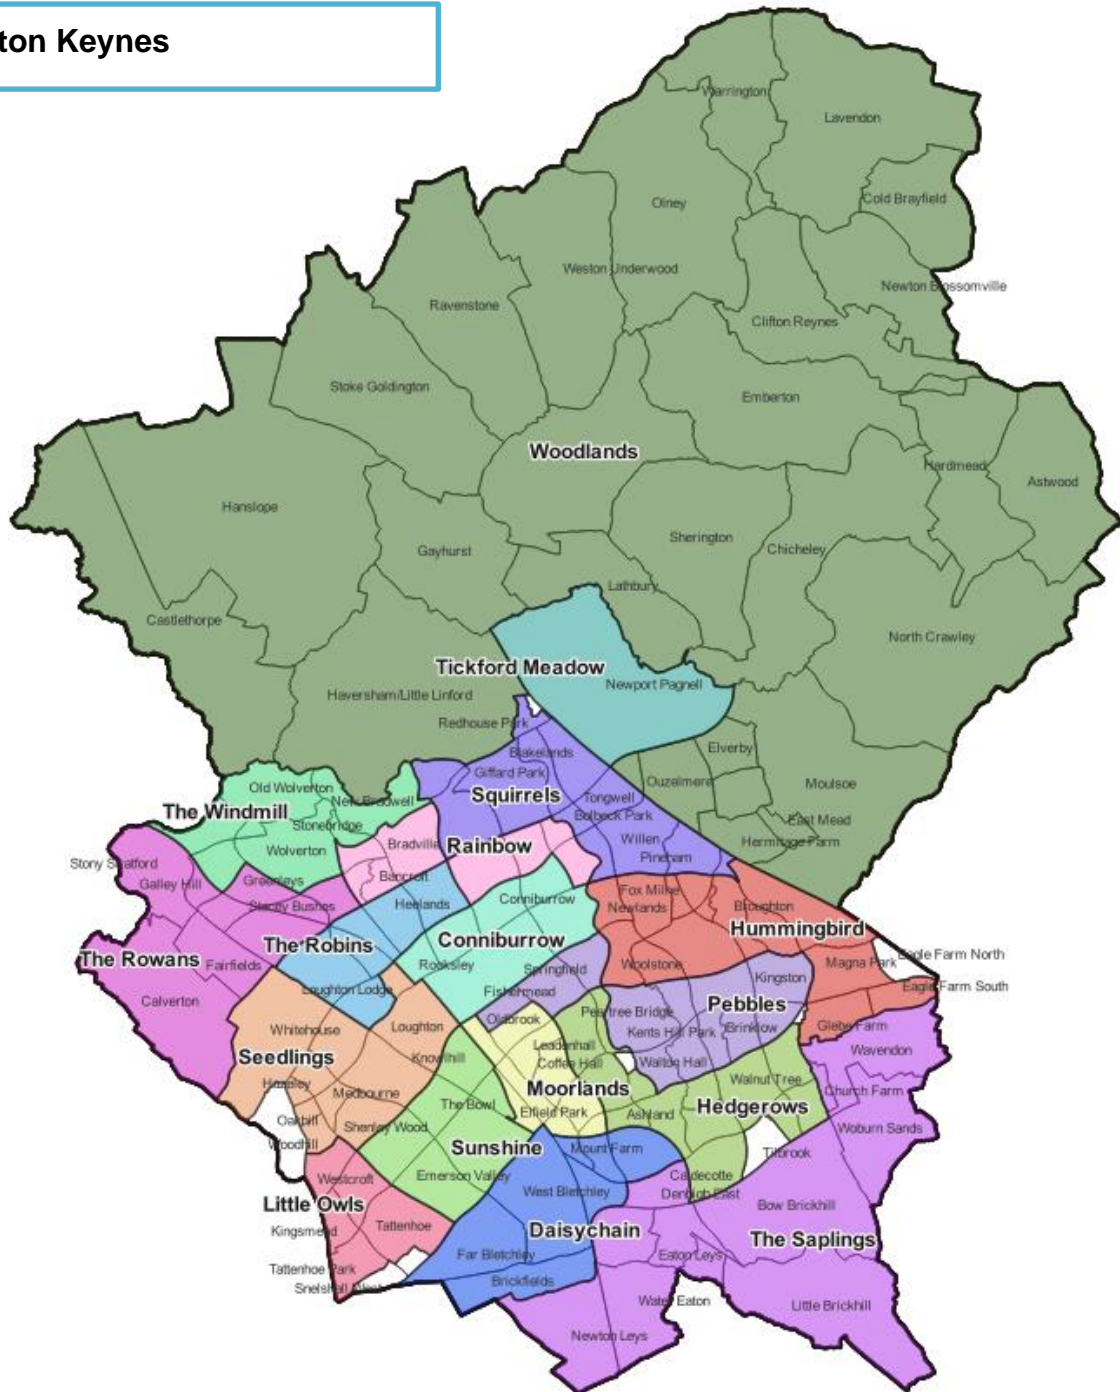 ton Keynes
Warrington
Lavendon
Cold Brayfield
Olney
Weston Underwood
Newton Blossomville
Ravenstone
Clifton Reynes
Stoke Goldington
Emberton
Woodlands
Hardmead
Astwood
Hanslope
Sherington
Chicheley
Gayhurst
Lathbury
Castlethorpe
North Crawley
Tickford Meadow
Newport Pagnell
Haversham/Little Linford
Redhouse Park
Blakelands
Elverby
Giffard Park
Ouzelmere
Moulsoe
Old Wolverton
Squirrels
Tongwell
New Bradwell
The Windmill
Bolbeck Park
East Mead
Stonebridge
Willen
Hermitage Farm
Bradville
Rainbow
Wolverton
Pineham
Stony Stratford
Galley Hill
Greenleys
Bancroft
Fox Milne
Conniburrow
Heelands
Newlands
Broughton
Stacey Bushes
Hummingbird
The Robins
Conniburrow
Eagle Farm North
The Rowans
Fairfields
Rooksley
Springfield
Woolstone
Magna Park
Kingston
Loughton Lodge
Fishermead
Eagle Farm South
Calverton
Pebbles
Peartree Bridge
Oldbrook
Whitehouse
Loughton
Kents Hill Park
Brinklow
Glebe Farm
Leadenhall
Seedlings
Knowlhill
Coffee Hall
Walton Hall
Wavendon
Hazeley
Medbourne
Moorlands
Walnut Tree
Church Farm
The Bowl
Elfield Park
Ashland
Hedgerows
Oakhill
Shenley Wood
Woburn Sands
Woodhill
Sunshine
Mount Farm
Tilbrook
Westcroft
Emerson Valley
Caldecotte
West Bletchley
Denbigh East
Little Owls
Bow Brickhill
Kingsmead
Tattenhoe
Daisychain
The Saplings
Far Bletchley
Eaton Leys
Tattenhoe Park
Snelshall West
Brickfields
Water Eaton
Little Brickhill
Newton Leys